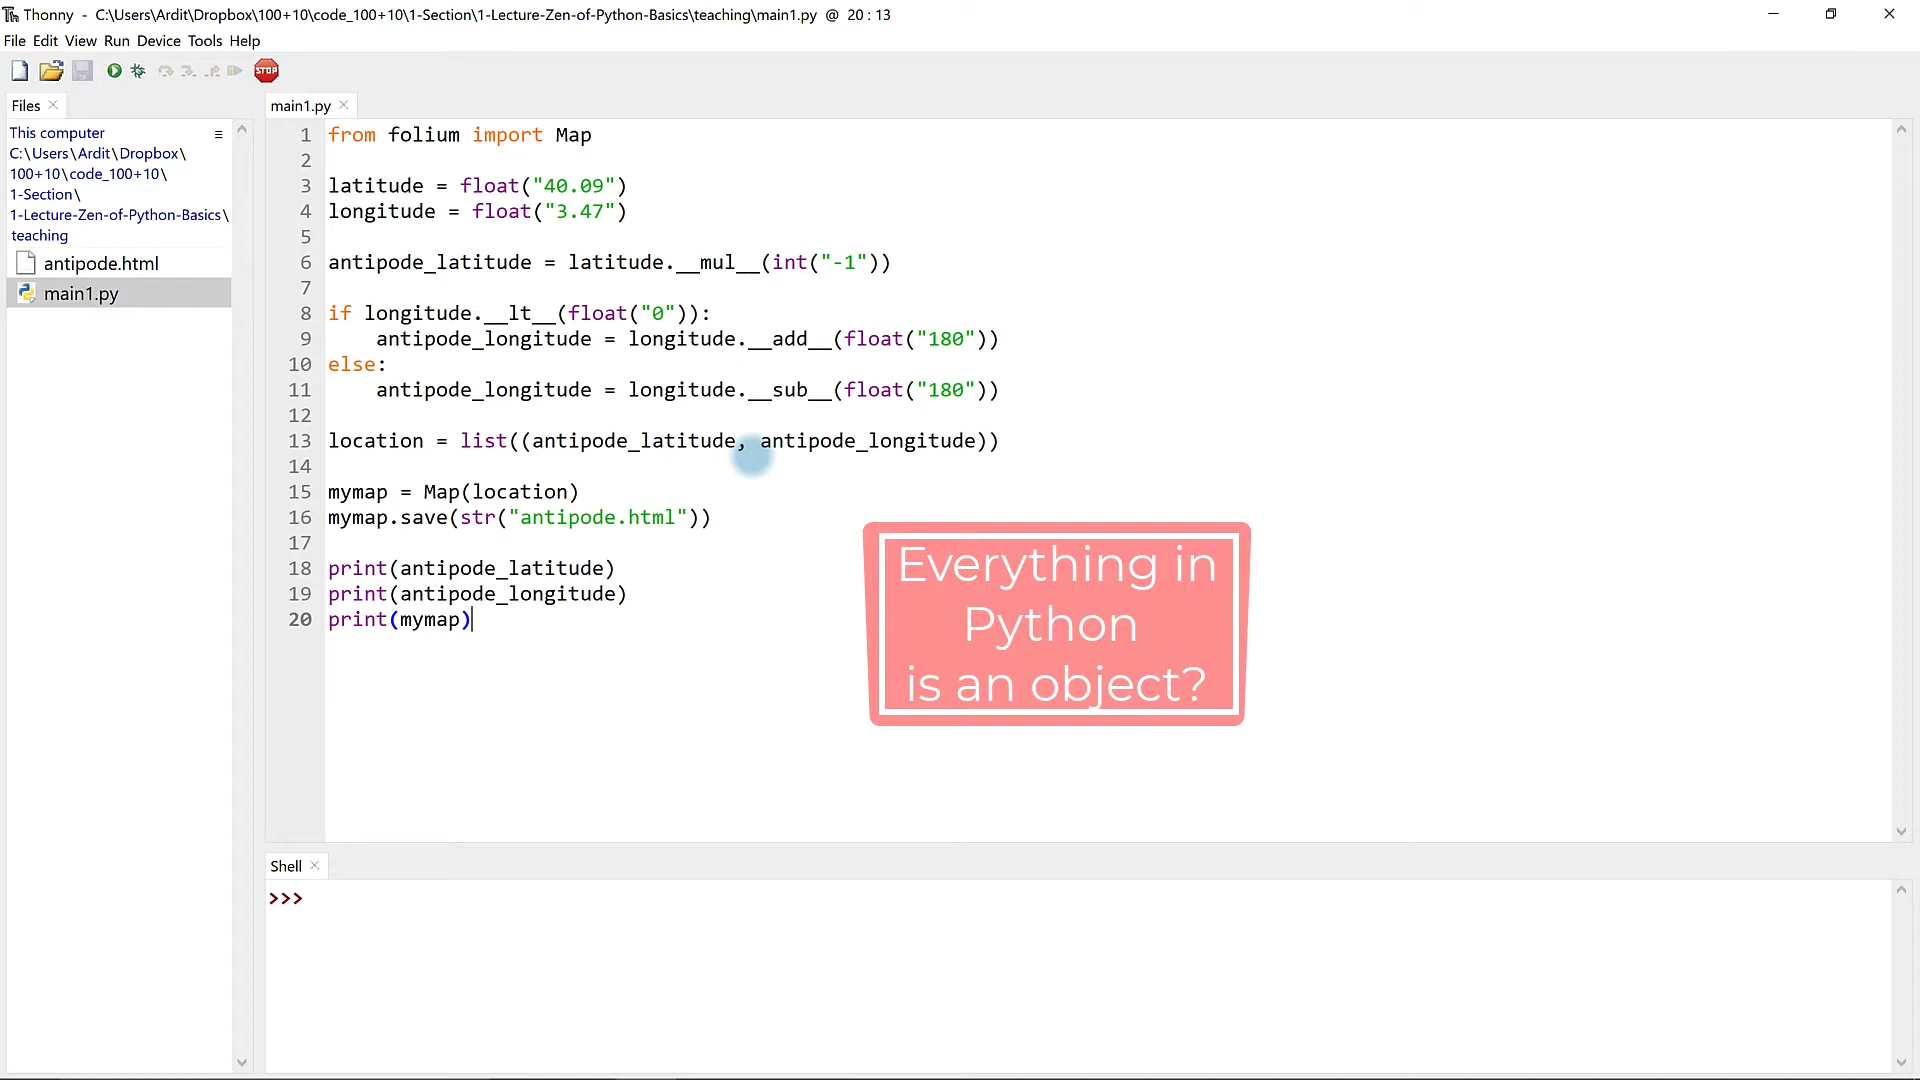 Th Thonny - C:\Users\Ardit\Dropbox\100+10\code_100+10\1-Section\1-Lecture-Zen-of-Python-Basics\teaching\main1.py @ 20 : 13
File Edit View Run Device Tools Help
STOP
Files
main1.py
This computer
C:\Users\Ardit\Dropbox\
100+10\code_100+10\
1-Section\
1-Lecture-Zen-of-Python-Basics\
teaching
antipode.html
main1.py
1 from folium import Map
2
3 latitude = float("40.09")
4 longitude = float("3.47")
5
6 antipode_latitude = latitude.__mul__(int("-1"))
7
8 if longitude.__lt__(float("0")):
9     antipode_longitude = longitude.__add__(float("180"))
10 else:
11     antipode_longitude = longitude.__sub__(float("180"))
12
13 location = list((antipode_latitude, antipode_longitude))
14
15 mymap = Map(location)
16 mymap.save(str("antipode.html"))
17
18 print(antipode_latitude)
19 print(antipode_longitude)
20 print(mymap)
Everything in
Python
is an object?
Shell
>>>